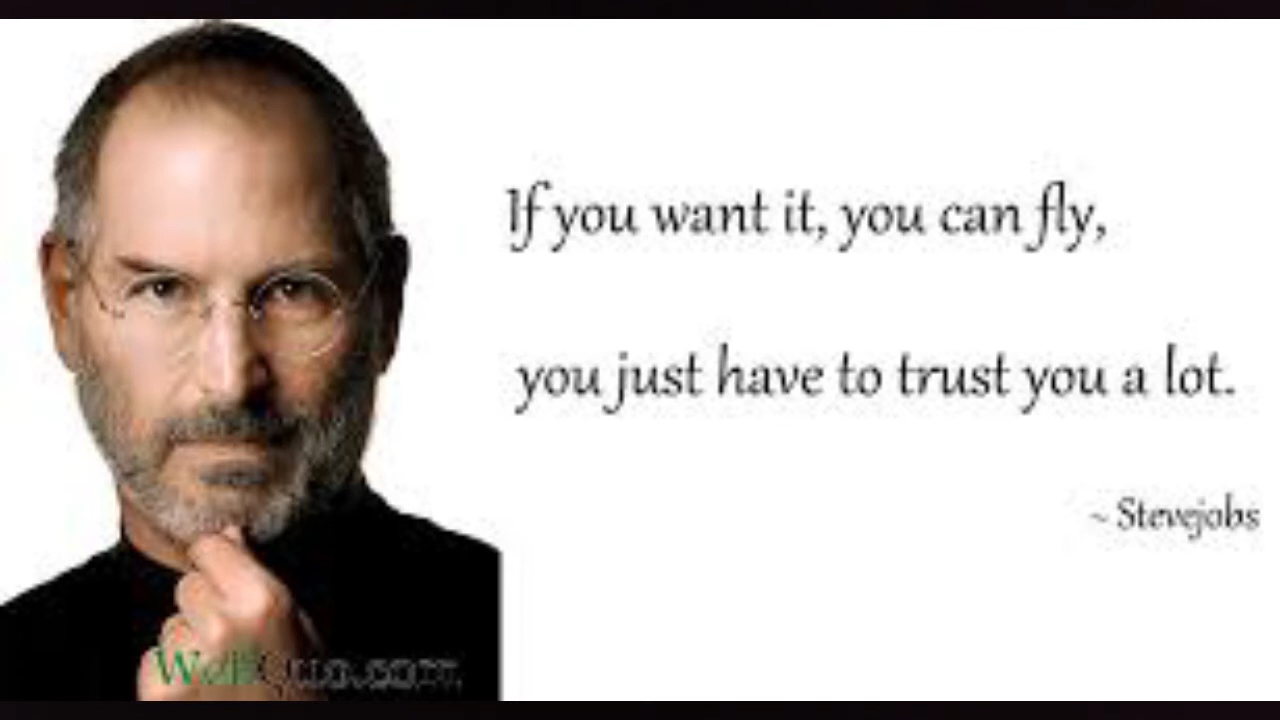 If you want it, you can fly,
you just have to trust you a lot.
~ Stevejobs